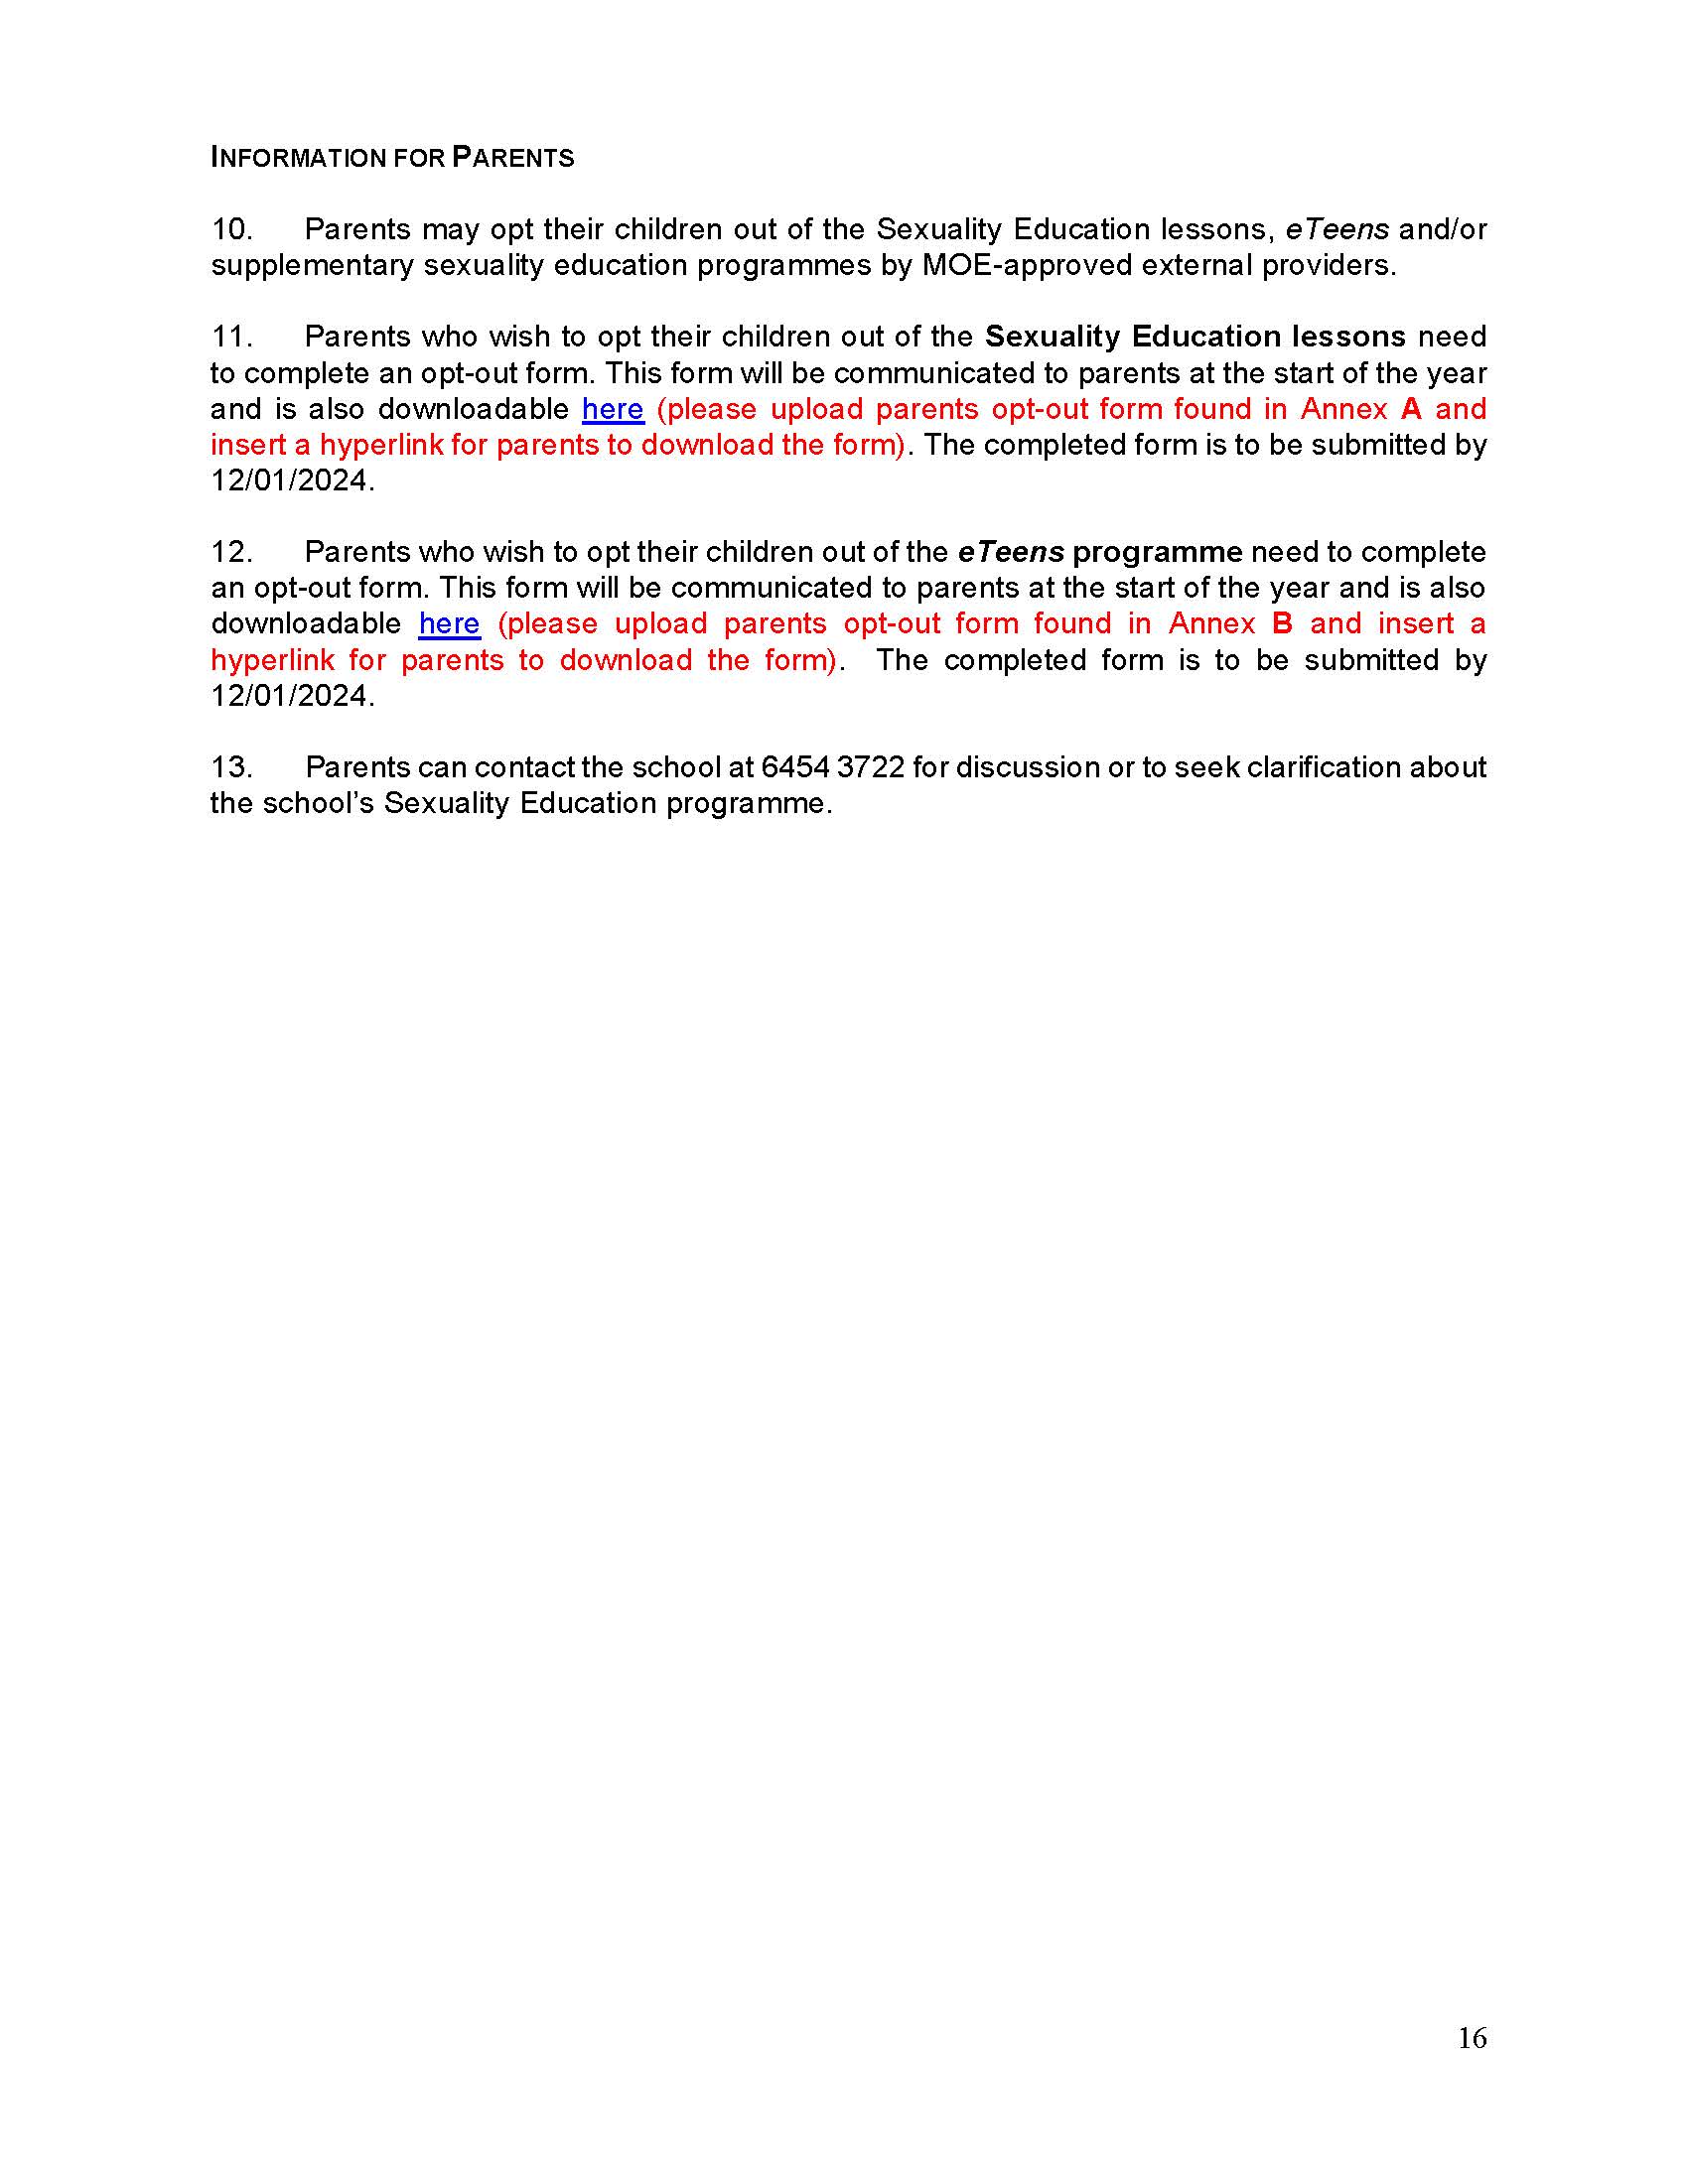 INFORMATION FOR PARENTS
10. Parents may opt their children out of the Sexuality Education lessons, eTeens and/or
supplementary sexuality education programmes by MOE-approved external providers.
11. Parents who wish to opt their children out of the Sexuality Education lessons need
to complete an opt-out form. This form will be communicated to parents at the start of the year
and is also downloadable here (please upload parents opt-out form found in Annex A and
insert a hyperlink for parents to download the form). The completed form is to be submitted by
12/01/2024.
12. Parents who wish to opt their children out of the eTeens programme need to complete
an opt-out form. This form will be communicated to parents at the start of the year and is also
downloadable here (please upload parents opt-out form found in Annex B and insert a
hyperlink for parents to download the form). The completed form is to be submitted by
12/01/2024.
13. Parents can contact the school at 6454 3722 for discussion or to seek clarification about
the school’s Sexuality Education programme.
16